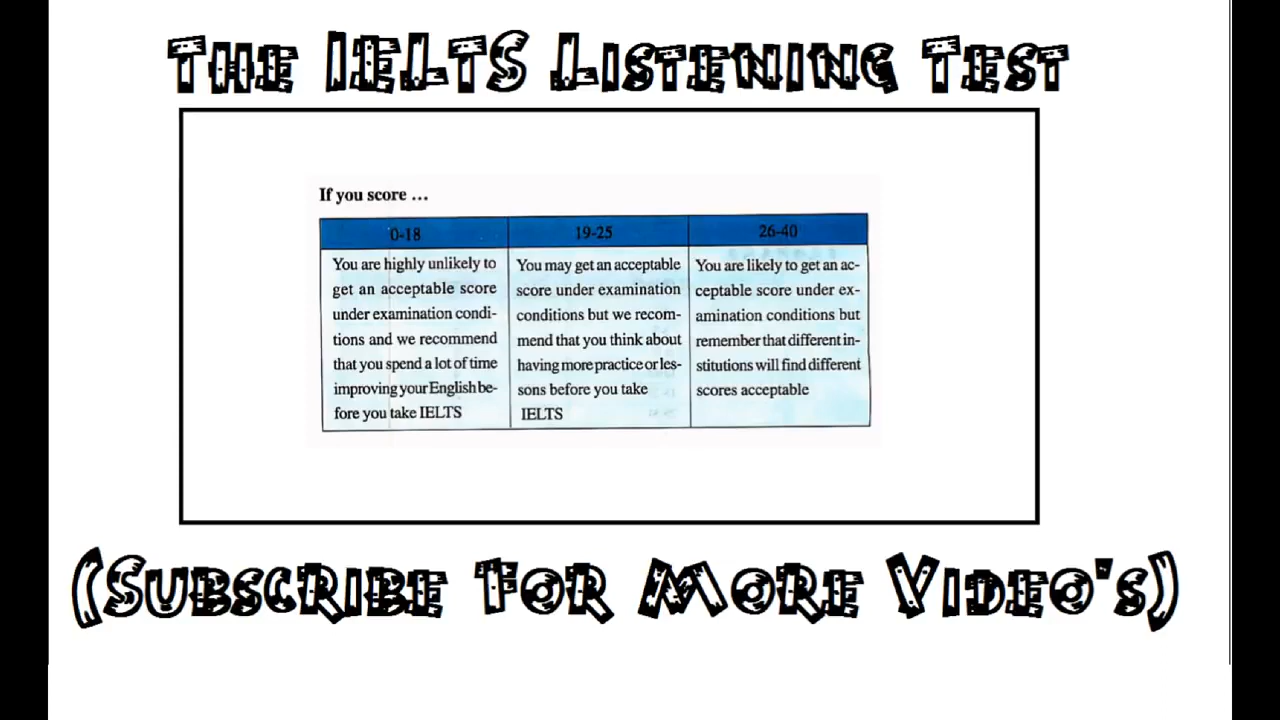 The IELTS Listening Test
If you score ...
0-18
You are highly unlikely to
get an acceptable score
under examination condi-
tions and we recommend
that you spend a lot of time
improving your English be-
fore you take IELTS
19-25
You may get an acceptable
score under examination
conditions but we recom-
mend that you think about
having more practice or les-
sons before you take
IELTS
26-40
You are likely to get an ac-
ceptable score under ex-
amination conditions but
remember that different in-
stitutions will find different
scores acceptable
(Subscribe For More Video's)